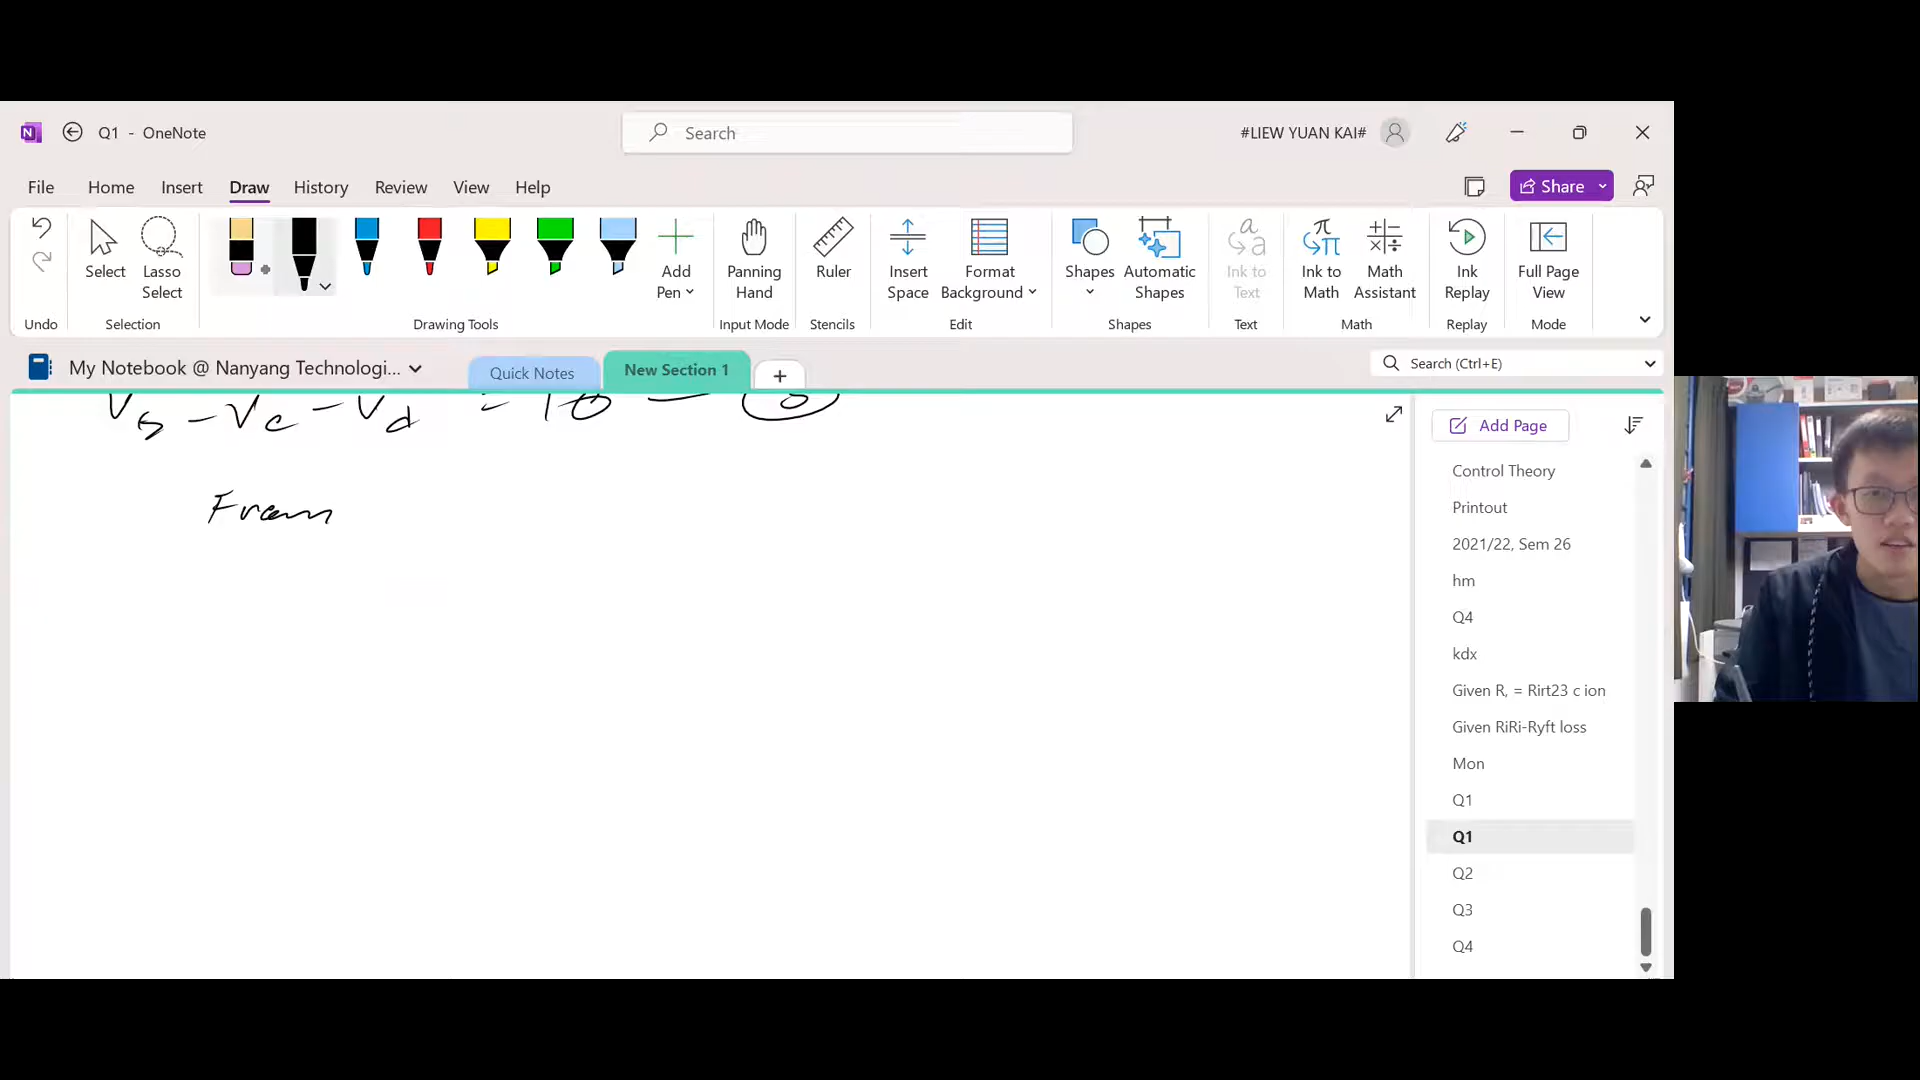 Q1 - OneNote
Search
#LIEW YUAN KAI#
File Home Insert Draw History Review View Help
Share
Select
Lasso Select
Add Pen
Panning Hand
Ruler
Insert Space
Format Background
Shapes
Automatic Shapes
Ink to Text
Ink to Math
Math Assistant
Ink Replay
Full Page View
Undo Selection Drawing Tools Input Mode Stencils Edit Shapes Text Math Replay Mode
My Notebook @ Nanyang Technologi...
Quick Notes
New Section 1
+
Search (Ctrl+E)
- Vc - Vd =
From
Add Page
Control Theory
Printout
2021/22, Sem 26
hm
Q4
kdx
Given R, = Rirt23 c ion
Given RiRi-Ryft loss
Mon
Q1
Q1
Q2
Q3
Q4